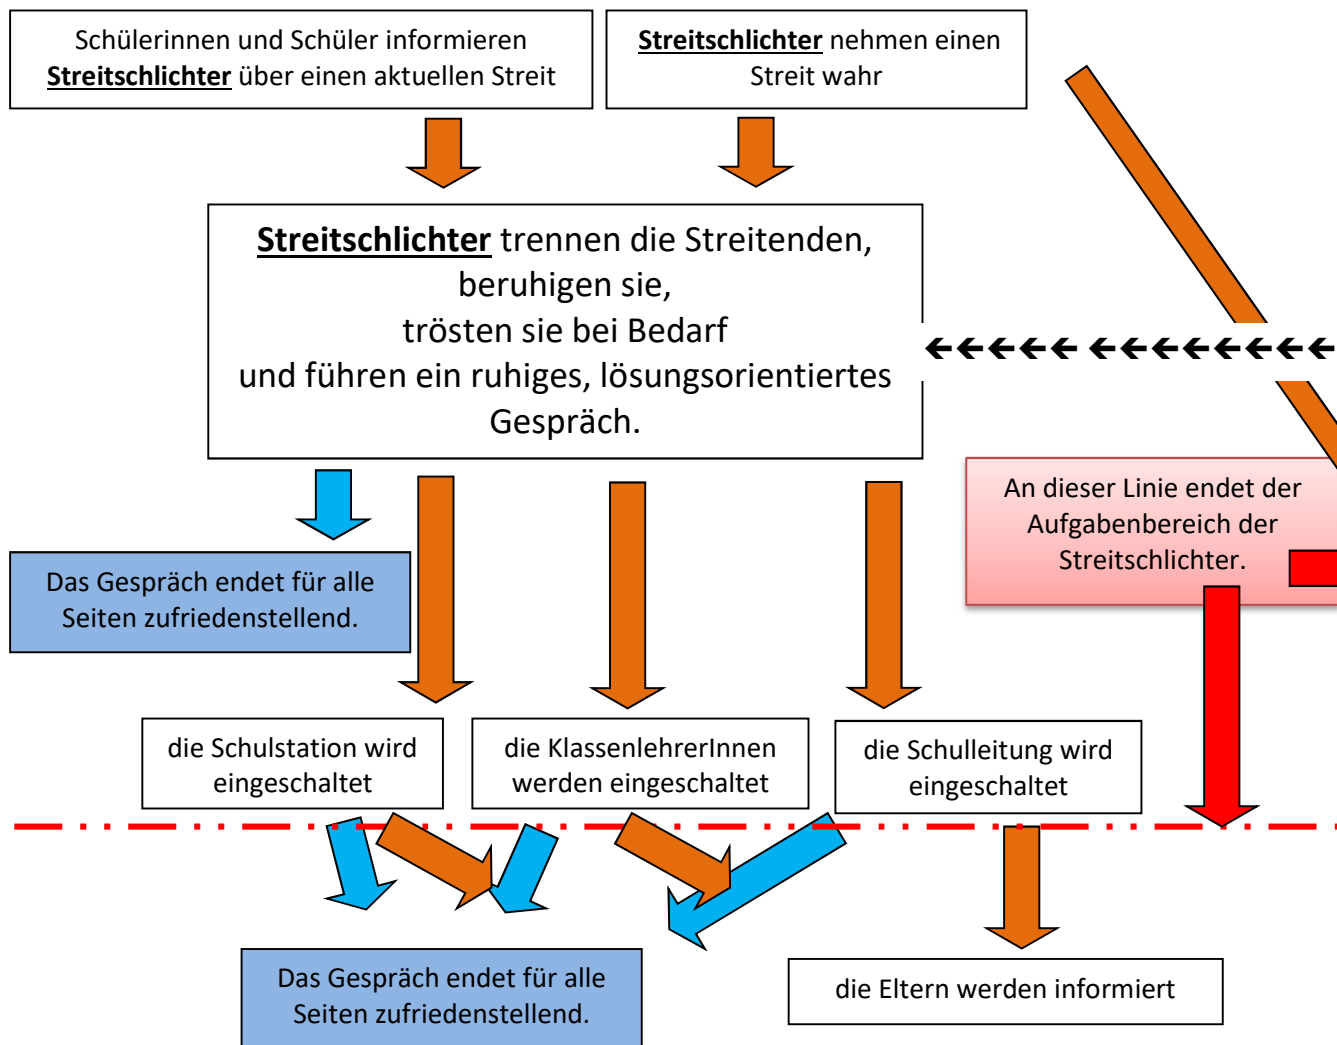 Schülerinnen und Schüler informieren
Streitschlichter über einen aktuellen Streit
Streitschlichter nehmen einen
Streit wahr
Streitschlichter trennen die Streitenden,
beruhigen sie,
trösten sie bei Bedarf
und führen ein ruhiges, lösungsorientiertes
Gespräch.
An dieser Linie endet der
Aufgabenbereich der
Streitschlichter.
Das Gespräch endet für alle
Seiten zufriedenstellend.
die Schulstation wird
eingeschaltet
die KlassenlehrerInnen
werden eingeschaltet
die Schulleitung wird
eingeschaltet
Das Gespräch endet für alle
Seiten zufriedenstellend.
die Eltern werden informiert